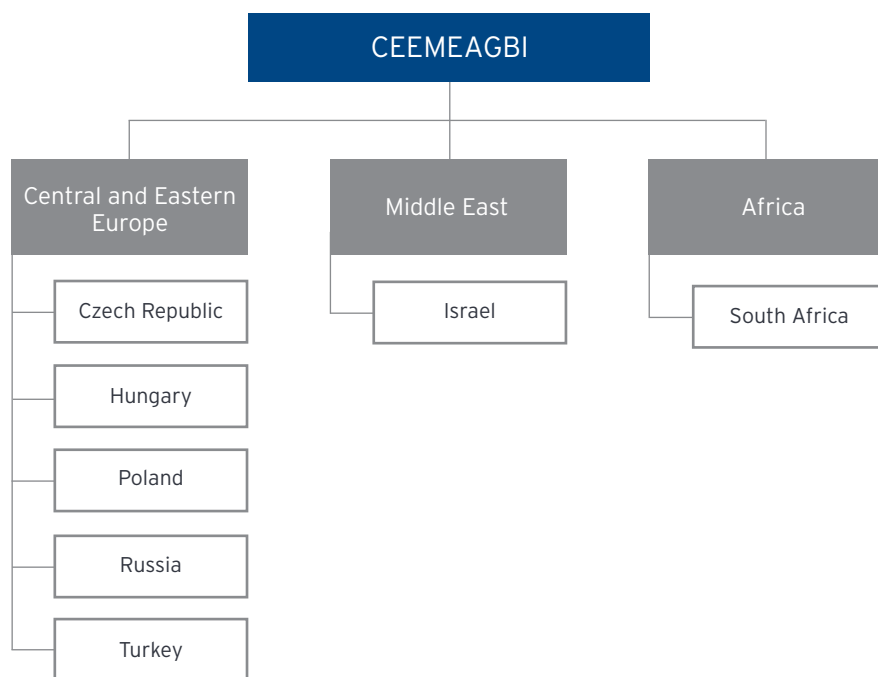 CEEMEAGBI
Central and Eastern
Europe
Middle East
Africa
Czech Republic
Israel
South Africa
Hungary
Poland
Russia
Turkey